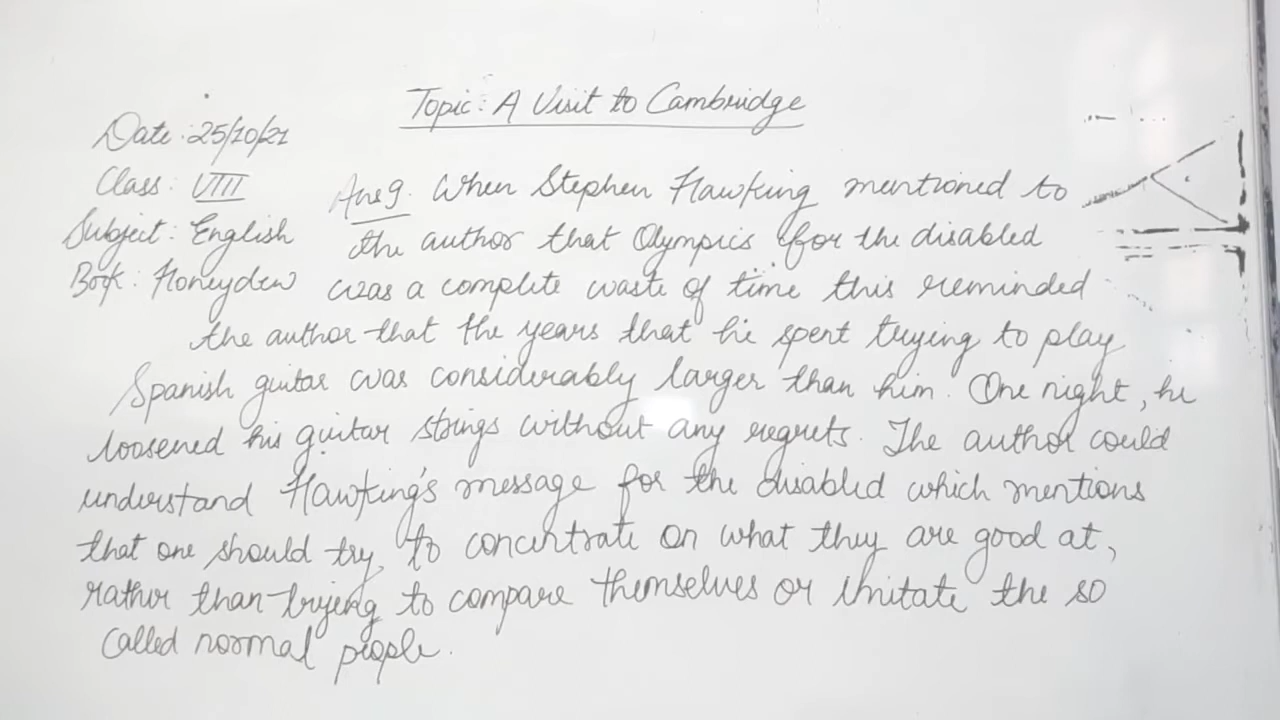 Topic: A Visit to Cambridge
Date: 25/10/21
Class: VIII
Subject: English
Book: Honeydew
Ans 9. When Stephen Hawking mentioned to
the author that Olympics for the disabled
was a complete waste of time this reminded
the author that the years that he spent trying to play
Spanish guitar was considerably larger than him. One night, he
loosened his guitar strings without any regrets. The author could
understand Hawking's message for the disabled which mentions
that one should try to concentrate on what they are good at,
rather than trying to compare themselves or imitate the so
called normal people.